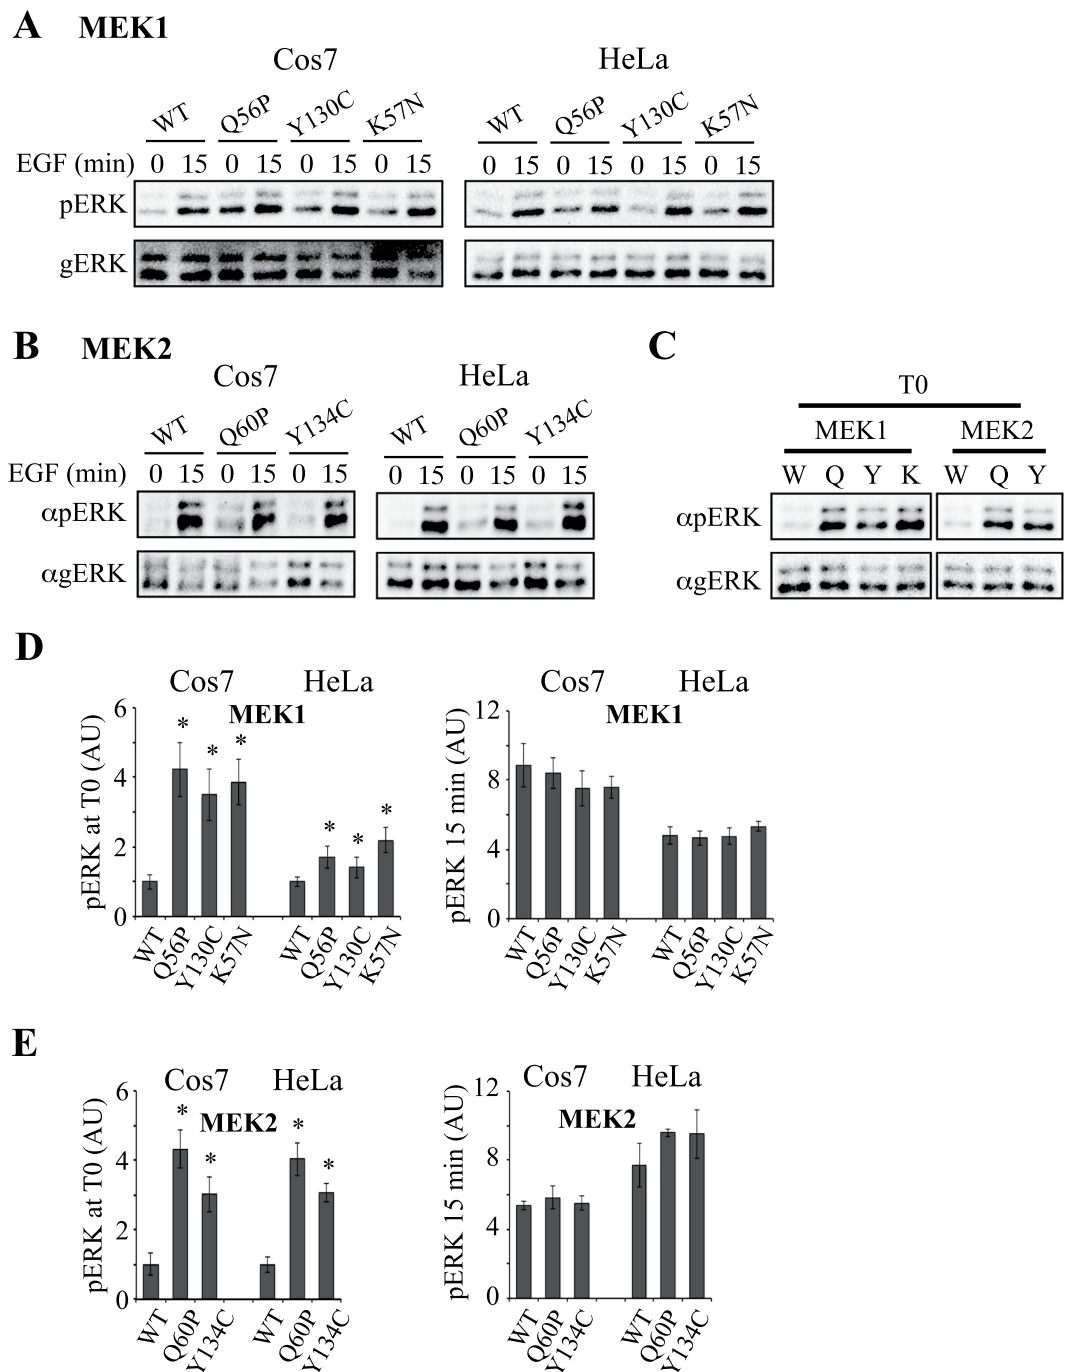 A MEK1
Cos7 HeLa
WT Q56P Y130C K57N WT Q56P Y130C K57N
EGF (min) 0 15 0 15 0 15 0 15 0 15 0 15 0 15 0 15
pERK
gERK
B MEK2 C
Cos7 HeLa T0
WT Q60P Y134C WT Q60P Y134C MEK1 MEK2
EGF (min) 0 15 0 15 0 15 0 15 0 15 0 15 W Q Y K W Q Y
αpERK αpERK
αgERK αgERK
D
Cos7 HeLa Cos7 HeLa
MEK1 MEK1
pERK at T0 (AU)
6
4
2
0
* * * * * *
WT Q56P Y130C K57N WT Q56P Y130C K57N
pERK 15 min (AU)
12
8
4
0
WT Q56P Y130C K57N WT Q56P Y130C K57N
E
Cos7 HeLa Cos7 HeLa
MEK2 MEK2
pERK at T0 (AU)
6
4
2
0
* * * *
WT Q60P Y134C WT Q60P Y134C
pERK 15 min (AU)
12
8
4
0
WT Q60P Y134C WT Q60P Y134C